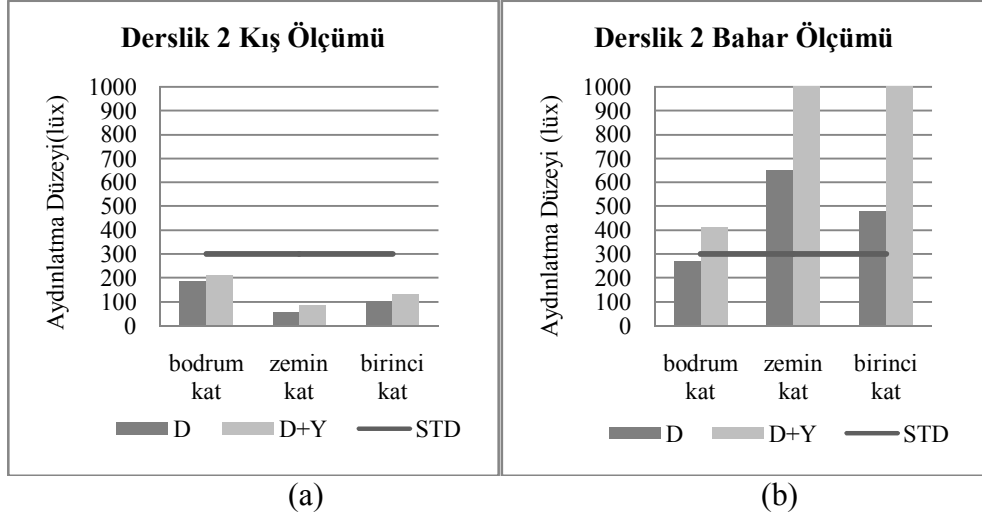 Derslik 2 Kış Ölçümü
Aydınlatma Düzeyi(lüx)
1000
900
800
700
600
500
400
300
200
100
0
bodrum kat
zemin kat
birinci kat
D D+Y STD
(a)
Derslik 2 Bahar Ölçümü
Aydınlatma Düzeyi (lüx)
1000
900
800
700
600
500
400
300
200
100
0
bodrum kat
zemin kat
birinci kat
D D+Y STD
(b)